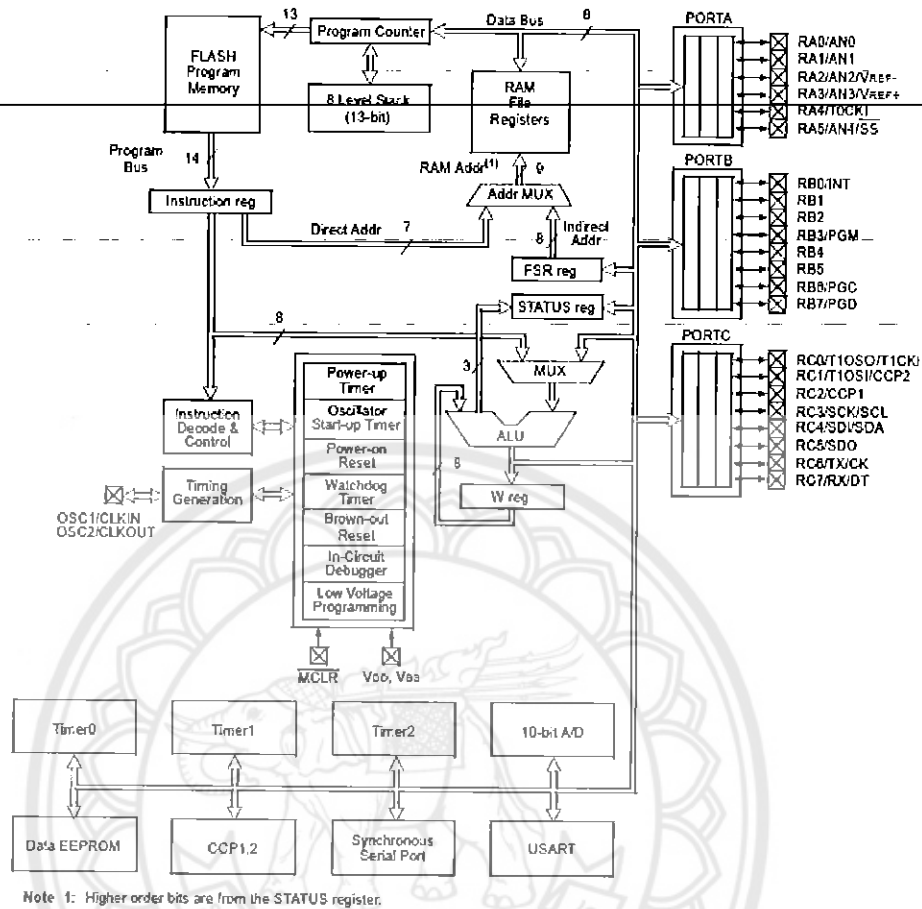 13
Data Bus
8
PORTA
Program Counter
FLASH
Program
Memory
8 Level Stack
(13-bit)
RAM
File
Registers
RA0/AN0
RA1/AN1
RA2/AN2/VREF-
RA3/AN3/VREF+
RA4/T0CKI
RA5/AN4/SS
Program
Bus
14
RAM Addr(1)
9
PORTB
Instruction reg
Addr MUX
RB0/INT
RB1
RB2
RB3/PGM
RB4
RB5
RB6/PGC
RB7/PGD
Direct Addr
7
8
Indirect
Addr
FSR reg
STATUS reg
8
3
MUX
PORTC
RC0/T1OSO/T1CKI
RC1/T1OSI/CCP2
RC2/CCP1
RC3/SCK/SCL
RC4/SDI/SDA
RC5/SDO
RC6/TX/CK
RC7/RX/DT
Power-up
Timer
Instruction
Decode &
Control
Oscillator
Start-up Timer
ALU
Power-on
Reset
8
Timing
Generation
Watchdog
Timer
W reg
OSC1/CLKIN
OSC2/CLKOUT
Brown-out
Reset
In-Circuit
Debugger
Low Voltage
Programming
MCLR
VDD, VSS
Timer0
Timer1
Timer2
10-bit A/D
Data EEPROM
CCP1,2
Synchronous
Serial Port
USART
Note 1: Higher order bits are from the STATUS register.